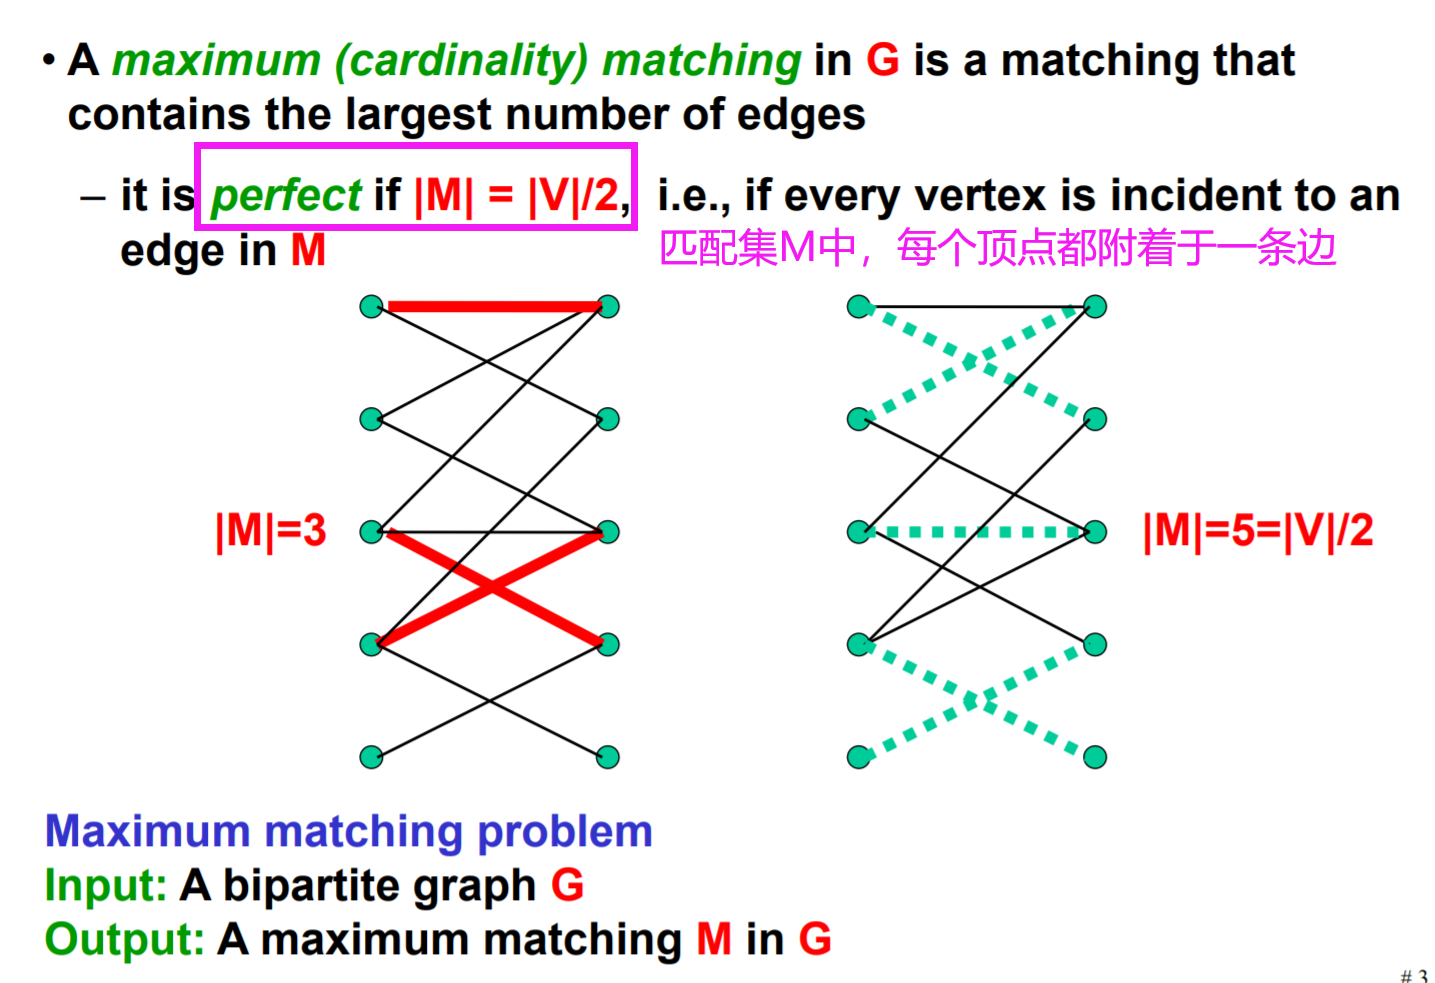 • A maximum (cardinality) matching in G is a matching that
contains the largest number of edges
– it is perfect if |M| = |V|/2, i.e., if every vertex is incident to an
edge in M
匹配集M中，每个顶点都附着于一条边
|M|=3
|M|=5=|V|/2
Maximum matching problem
Input: A bipartite graph G
Output: A maximum matching M in G
# 3